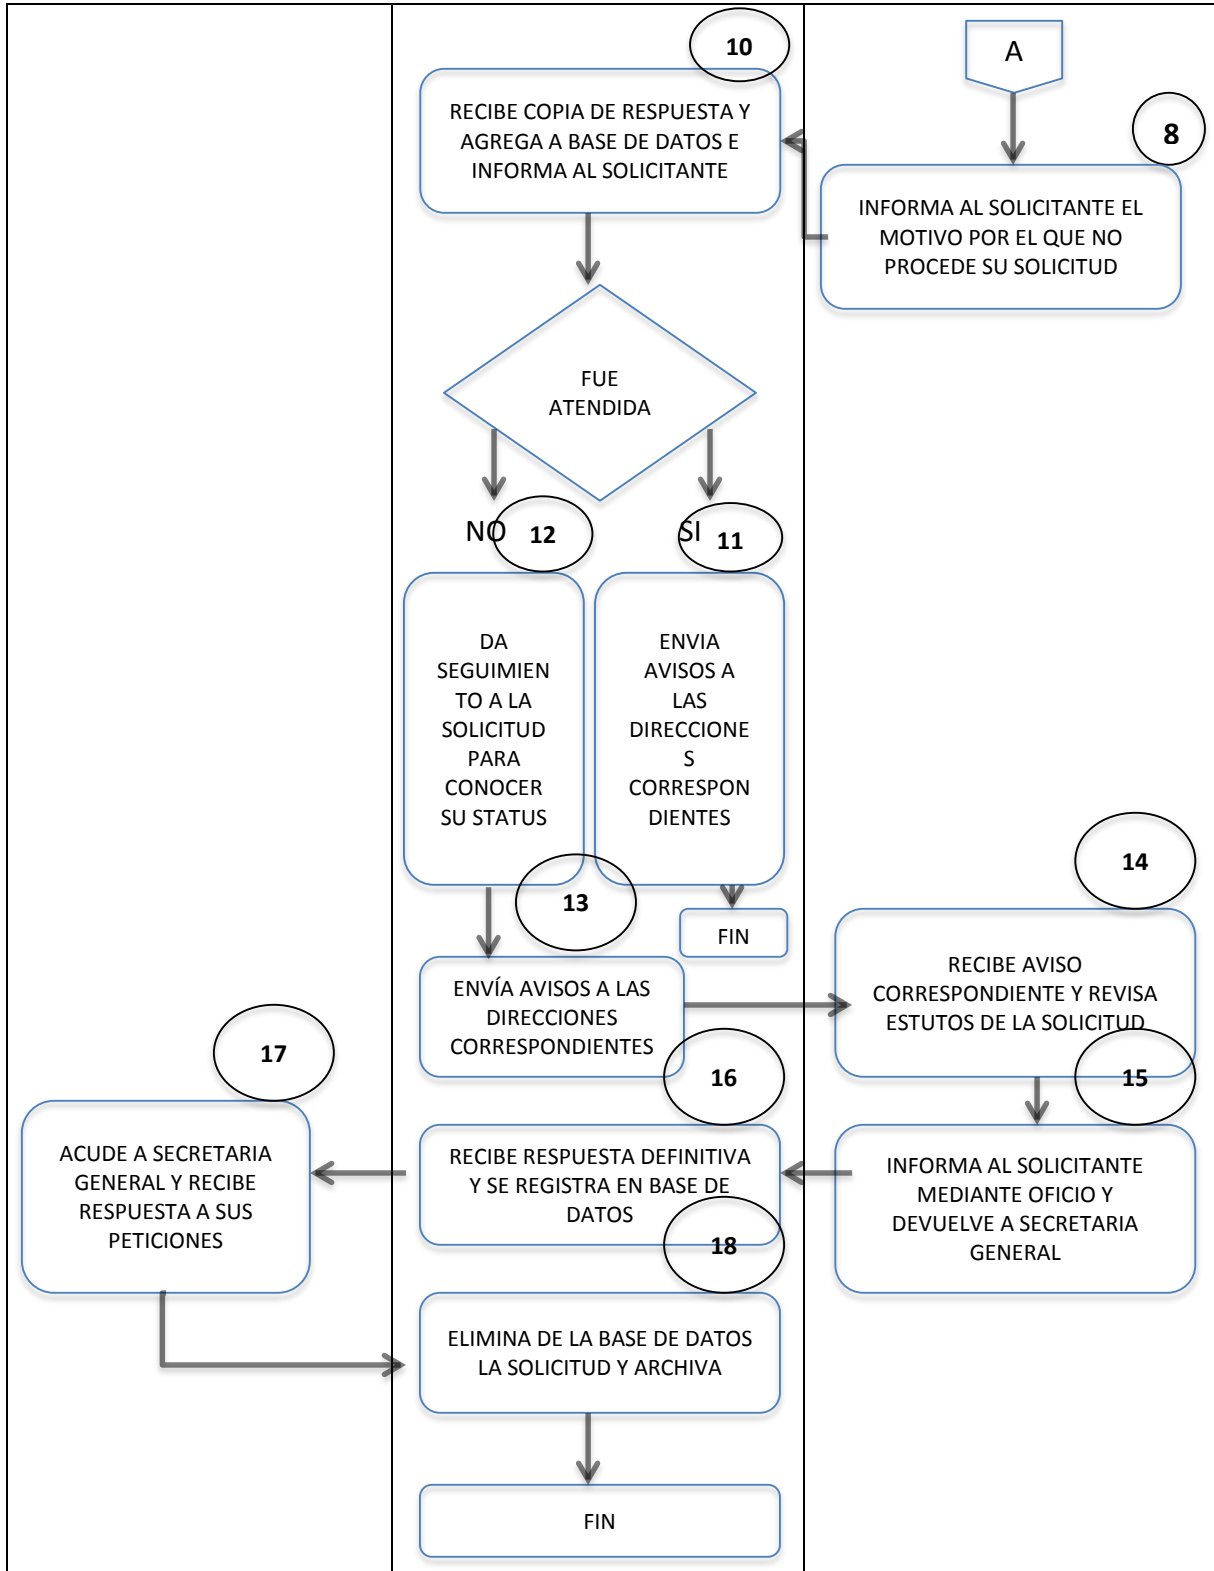 10
A
RECIBE COPIA DE RESPUESTA Y
AGREGA A BASE DE DATOS E
INFORMA AL SOLICITANTE
8
INFORMA AL SOLICITANTE EL
MOTIVO POR EL QUE NO
PROCEDE SU SOLICITUD
FUE
ATENDIDA
NO
12
SI
11
DA
SEGUIMIEN
TO A LA
SOLICITUD
PARA
CONOCER
SU STATUS
ENVIA
AVISOS A
LAS
DIRECCIONE
S
CORRESPON
DIENTES
13
FIN
14
ENVÍA AVISOS A LAS
DIRECCIONES
CORRESPONDIENTES
RECIBE AVISO
CORRESPONDIENTE Y REVISA
ESTUTOS DE LA SOLICITUD
15
16
17
ACUDE A SECRETARIA
GENERAL Y RECIBE
RESPUESTA A SUS
PETICIONES
RECIBE RESPUESTA DEFINITIVA
Y SE REGISTRA EN BASE DE
DATOS
INFORMA AL SOLICITANTE
MEDIANTE OFICIO Y
DEVUELVE A SECRETARIA
GENERAL
18
ELIMINA DE LA BASE DE DATOS
LA SOLICITUD Y ARCHIVA
FIN